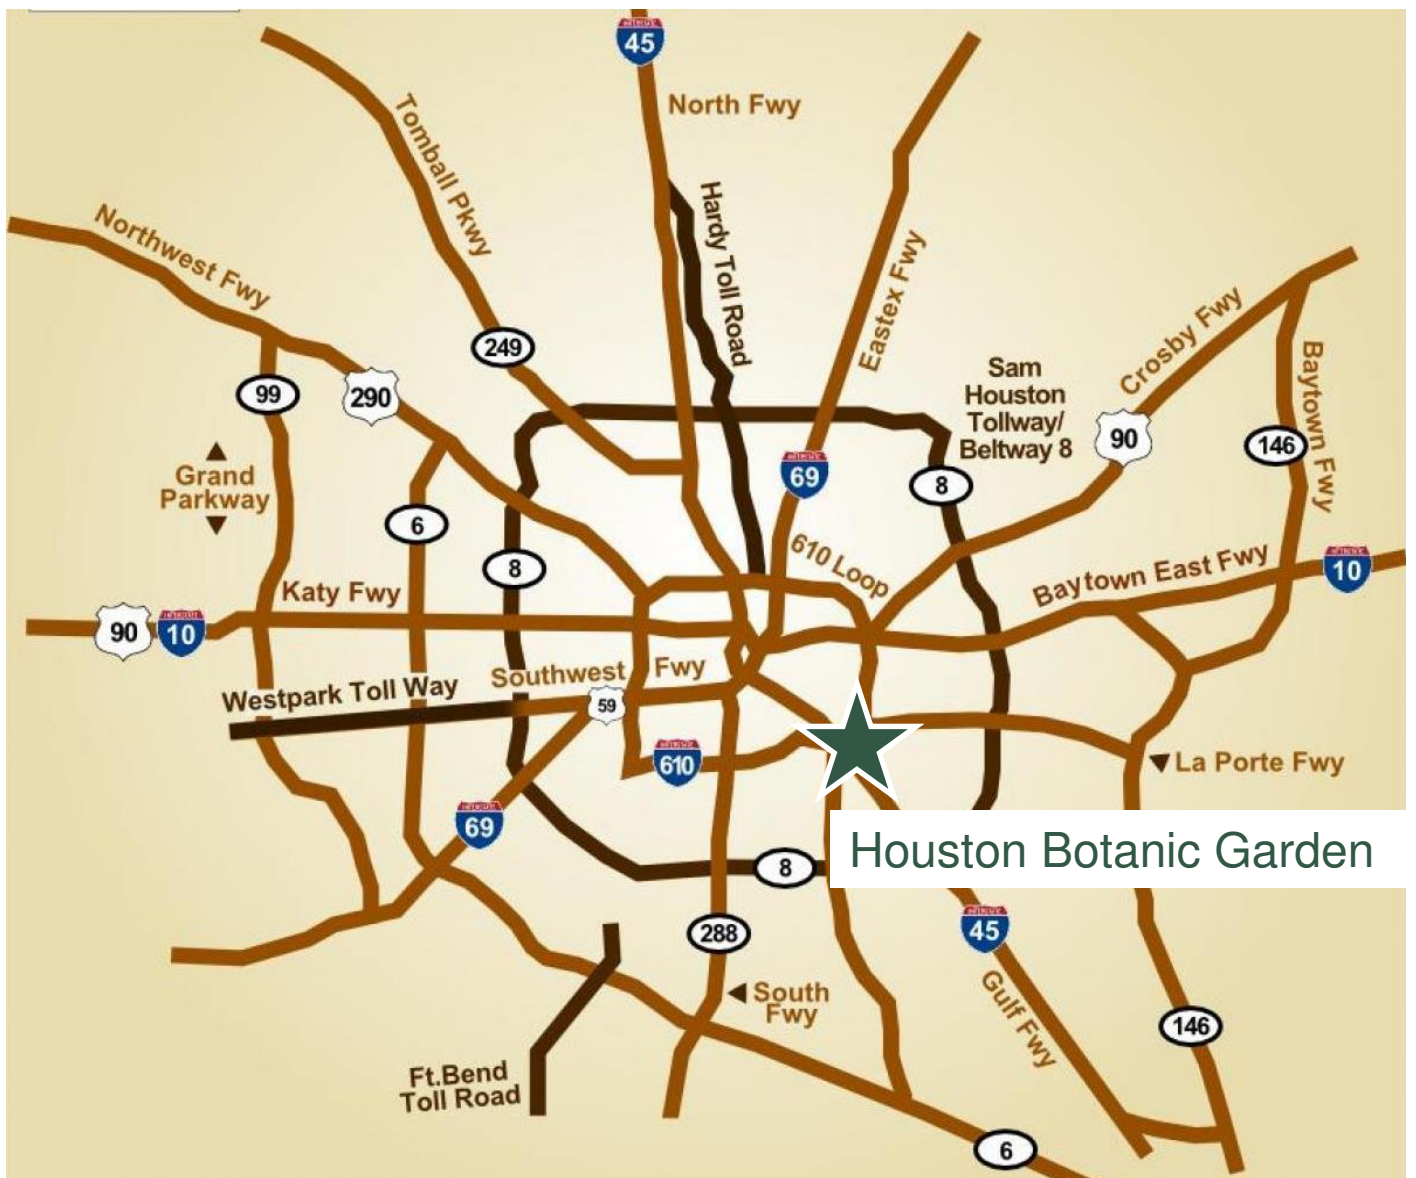 45
North Fwy
Tomball Pkwy
Hardy Toll Road
Northwest Fwy
Eastex Fwy
249
Crosby Fwy
Sam
Houston
Tollway/
Beltway 8
Baytown Fwy
99
290
90
146
Grand
Parkway
69
8
6
8
610 Loop
Baytown East Fwy
10
Katy Fwy
90
10
Southwest Fwy
Westpark Toll Way
59
610
La Porte Fwy
69
Houston Botanic Garden
8
288
45
South
Fwy
Gulf Fwy
146
Ft.Bend
Toll Road
6